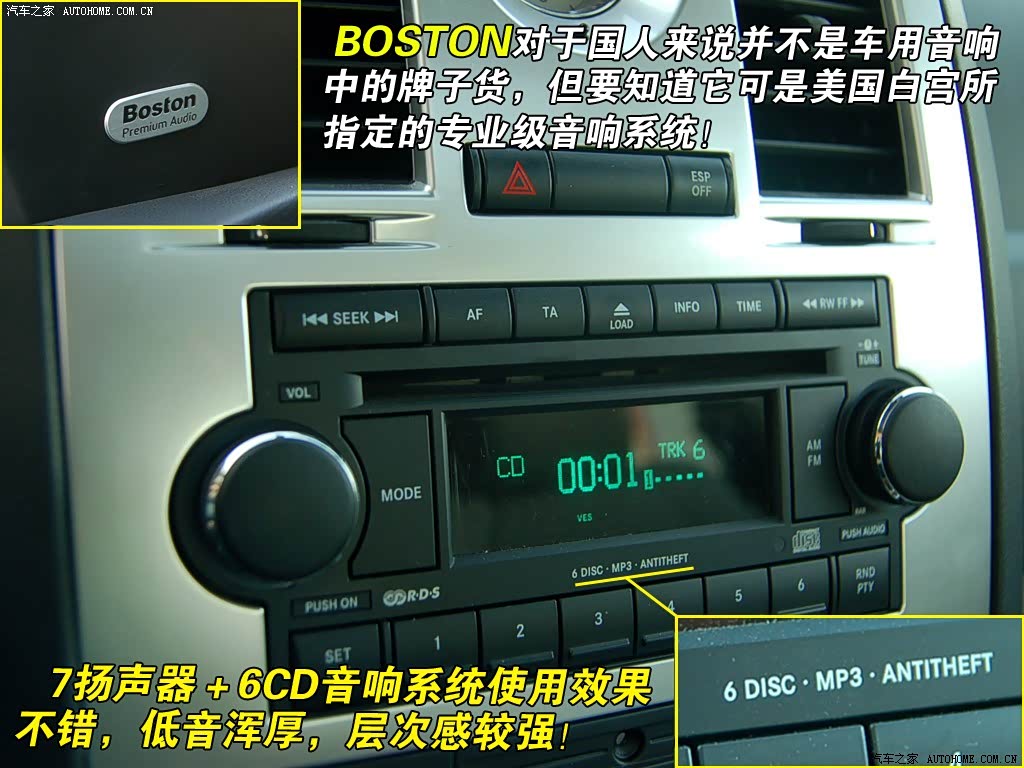 汽车之家 AUTOHOME.COM.CN
Boston
Premium Audio
BOSTON对于国人来说并不是车用音响
中的牌子货，但要知道它可是美国白宫所
指定的专业级音响系统！
ESP
OFF
SEEK
AF
TA
LOAD
INFO
TIME
RW FF
VOL
TUNE
MODE
CD
00:01
TRK 6
VES
AM
FM
disc
PUSH AUDIO
6 DISC · MP3 · ANTITHEFT
PUSH ON
R·D·S
RND
PTY
SET
1
2
3
4
5
6
6 DISC · MP3 · ANTITHEFT
7扬声器＋6CD音响系统使用效果
不错，低音浑厚，层次感较强！
汽车之家 AUTOHOME.COM.CN